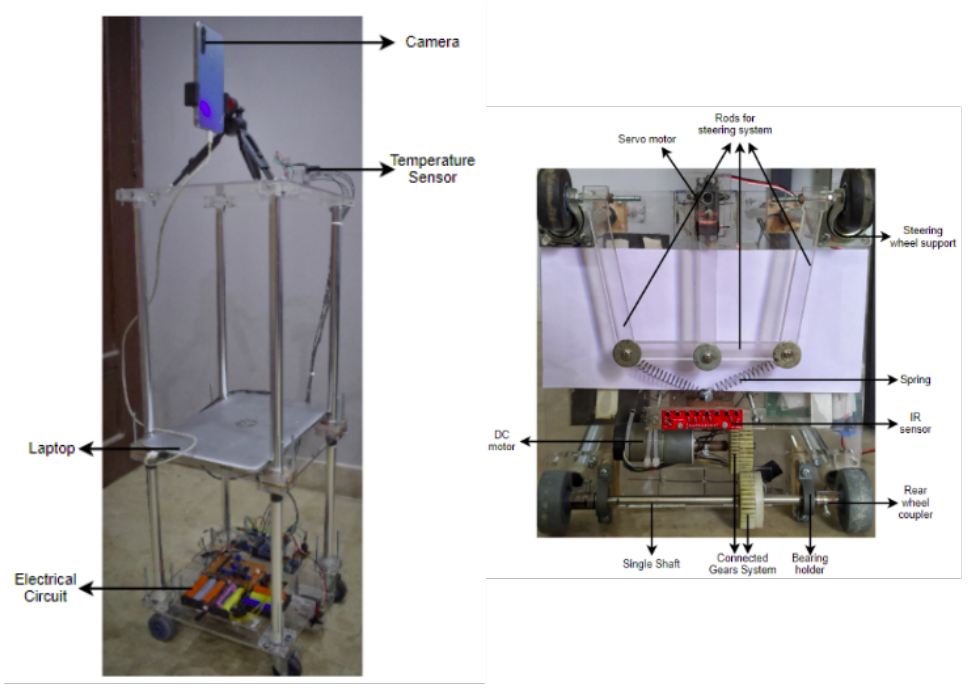 Camera
Temperature
Sensor
Laptop
Electrical
Circuit
Rods for
steering system
Servo motor
Steering
wheel support
Spring
IR
sensor
DC
motor
Rear
wheel
coupler
Single Shaft
Connected
Gears System
Bearing
holder